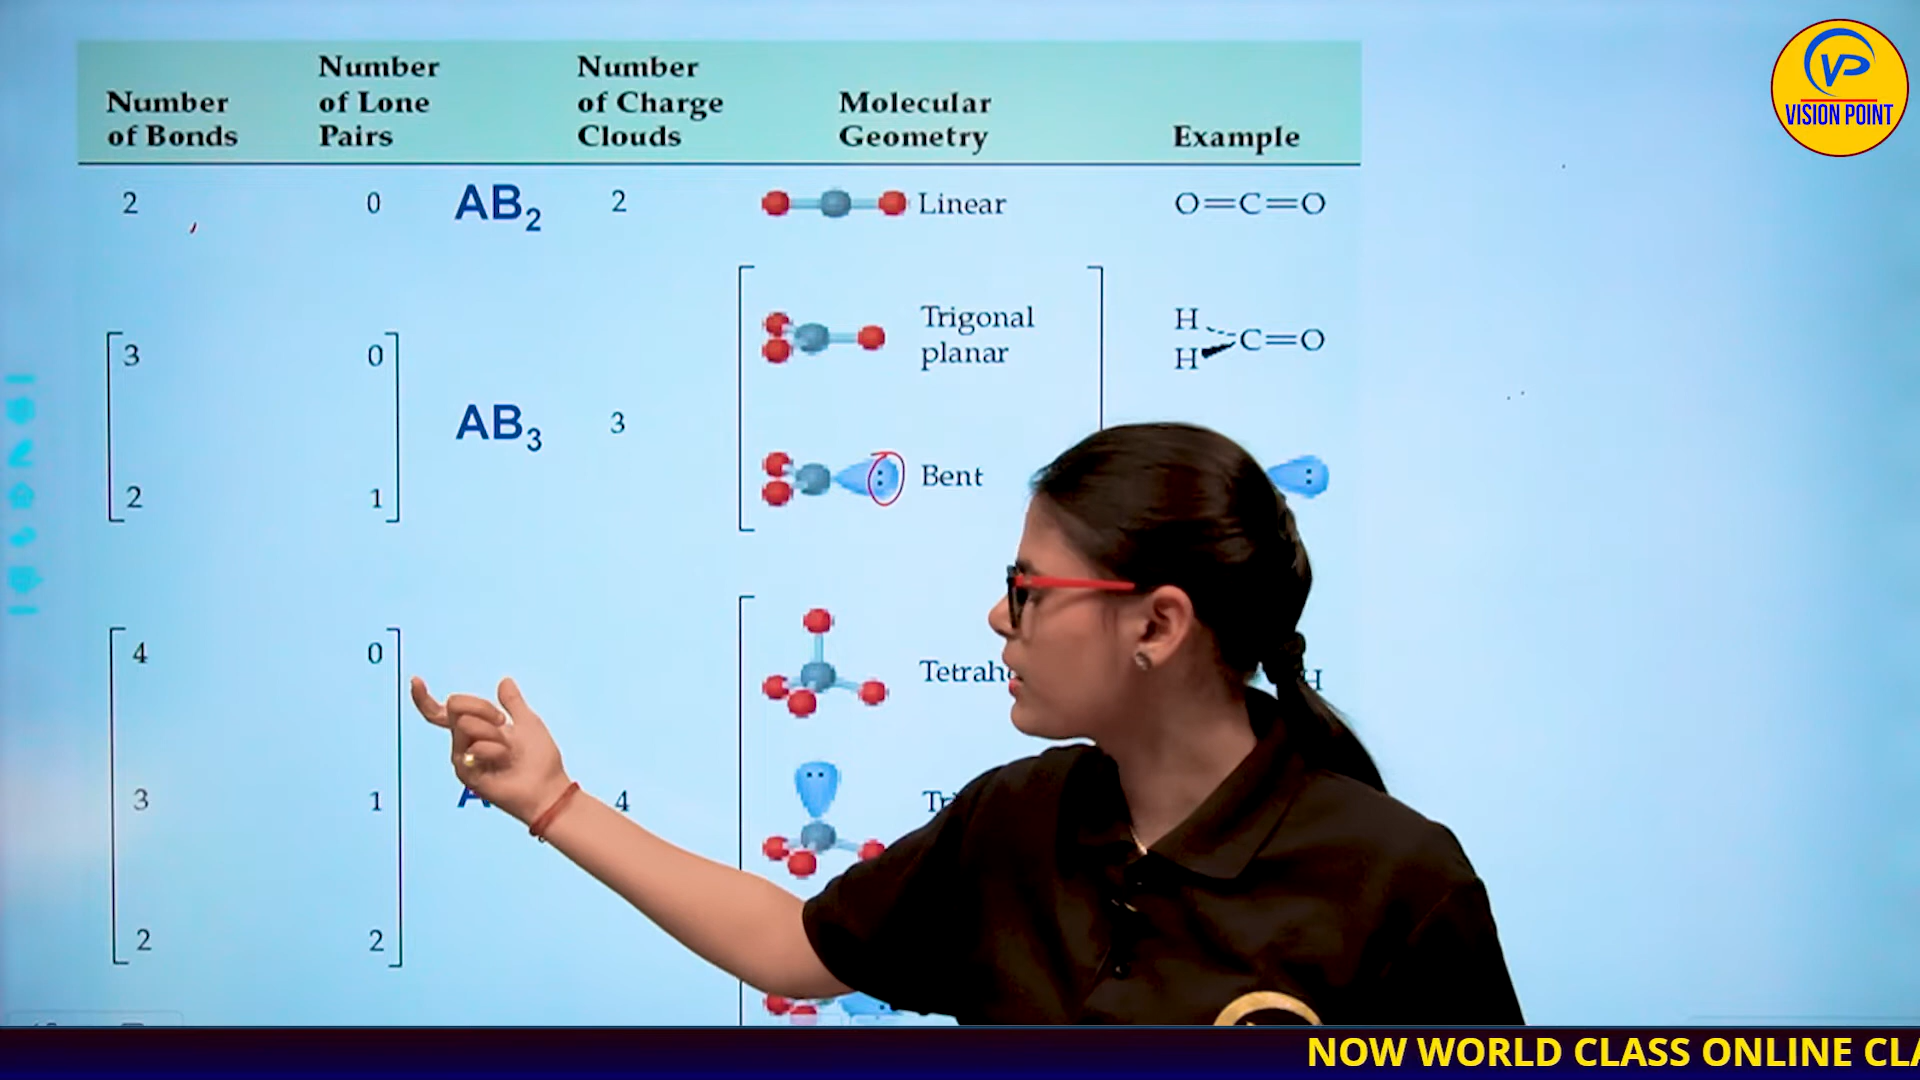 Number of Bonds
Number of Lone Pairs
Number of Charge Clouds
Molecular Geometry
Example
2 0 AB2 2 Linear O=C=O
3 0 Trigonal planar H H C=O
AB3 3
2 1 Bent :
4 0 H
3 1 4
2 2
VP
VISION POINT
NOW WORLD CLASS ONLINE